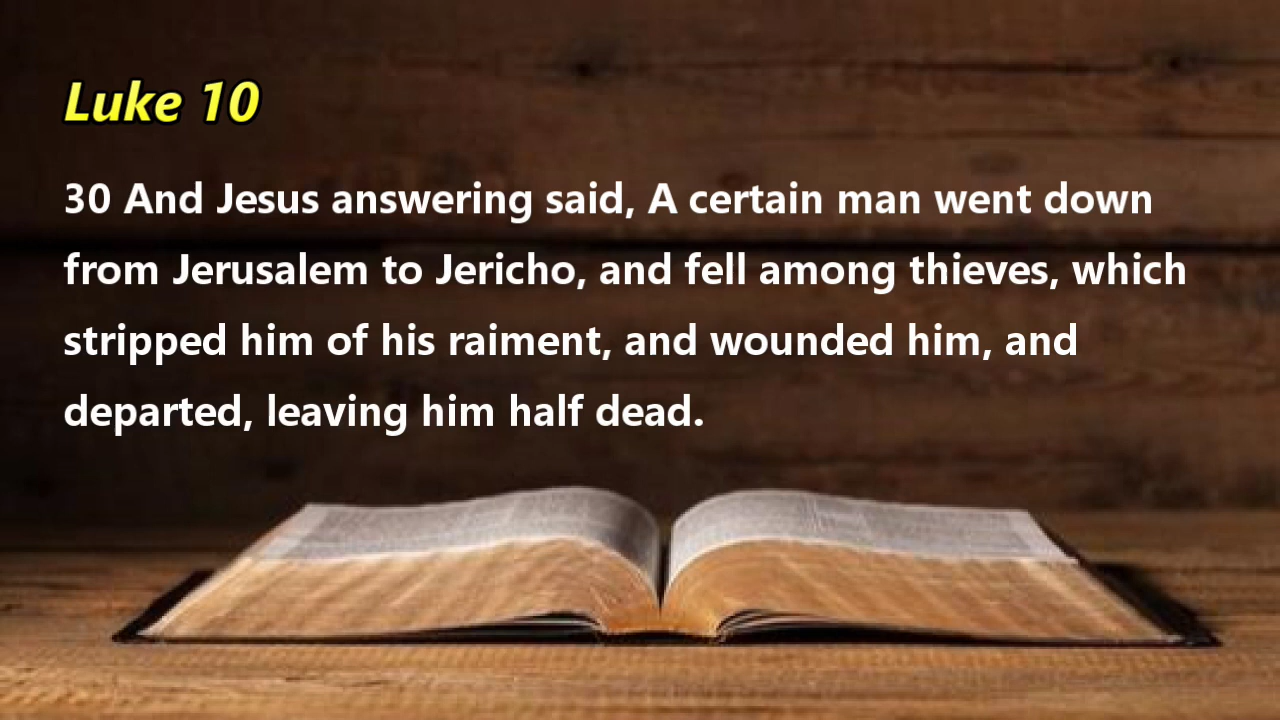 Luke 10
30 And Jesus answering said, A certain man went down
from Jerusalem to Jericho, and fell among thieves, which
stripped him of his raiment, and wounded him, and
departed, leaving him half dead.